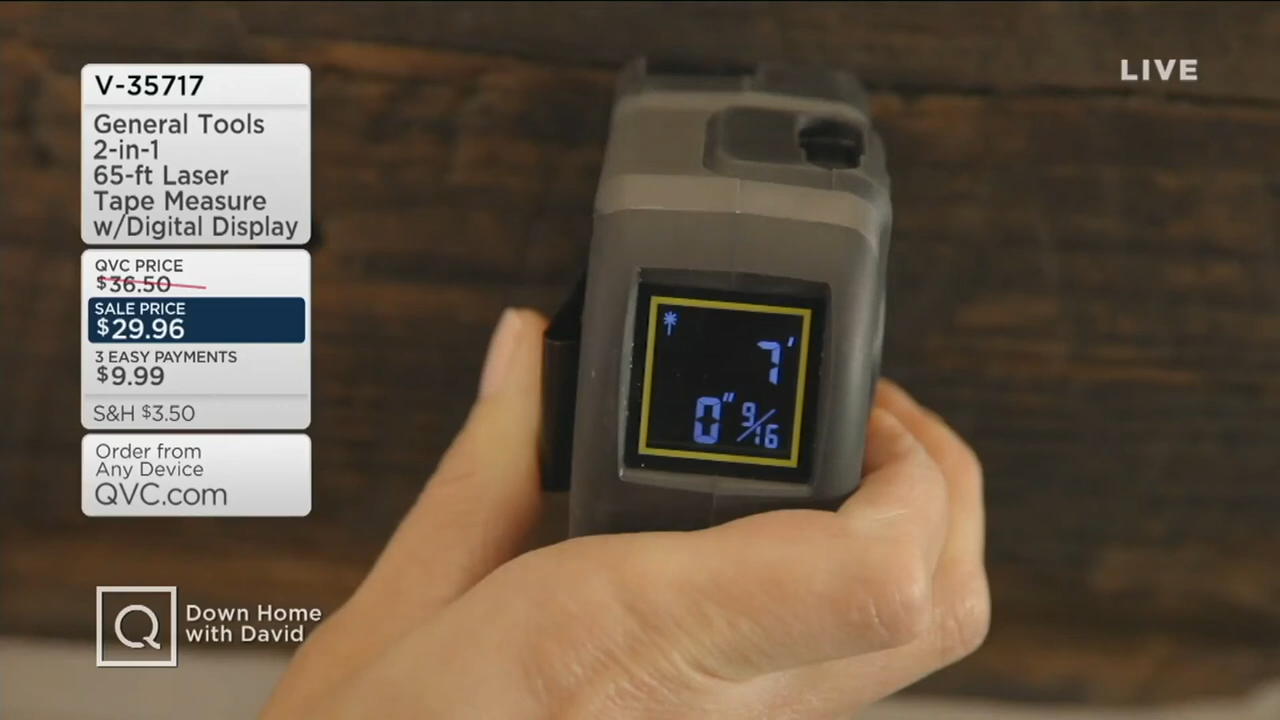 V-35717
General Tools
2-in-1
65-ft Laser
Tape Measure
w/Digital Display
QVC PRICE
$36.50
SALE PRICE
$29.96
3 EASY PAYMENTS
$9.99
S&H $3.50
Order from
Any Device
QVC.com
Q
Down Home
with David
LIVE
7'
0" 9/16